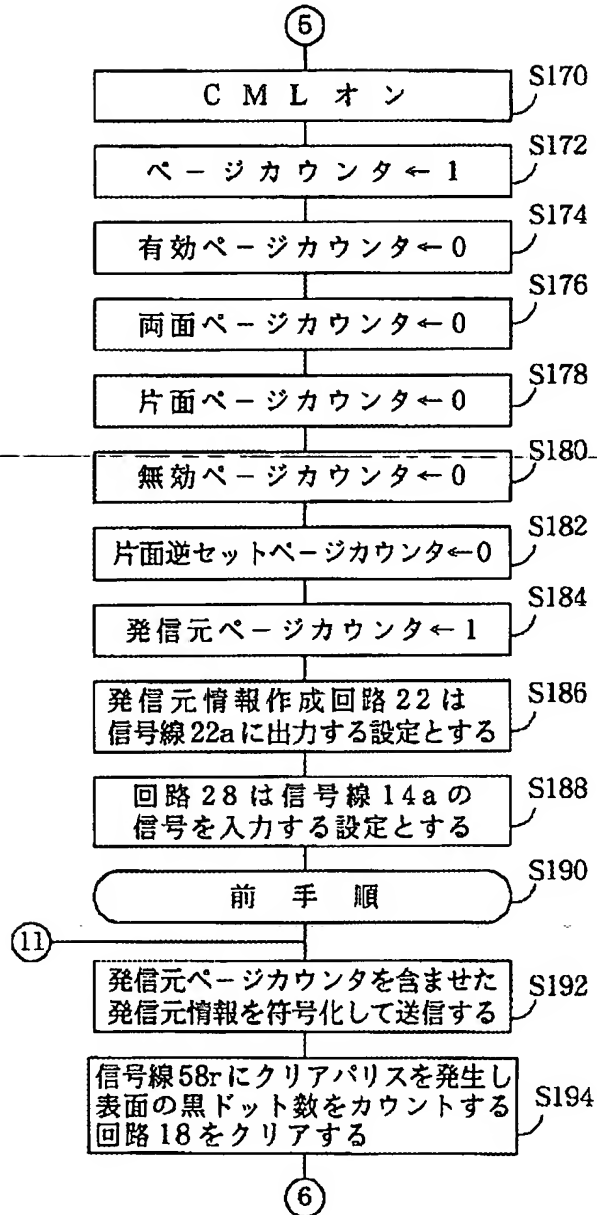 5
CMLオン
S170
ページカウンタ←1
S172
有効ページカウンタ←0
S174
両面ページカウンタ←0
S176
片面ページカウンタ←0
S178
無効ページカウンタ←0
S180
片面逆セットページカウンタ←0
S182
発信元ページカウンタ←1
S184
発信元情報作成回路22は
信号線22aに出力する設定とする
S186
回路28は信号線14aの
信号を入力する設定とする
S188
前手順
S190
11
発信元ページカウンタを含ませた
発信元情報を符号化して送信する
S192
信号線58rにクリアパリスを発生し
表面の黒ドット数をカウントする
回路18をクリアする
S194
6